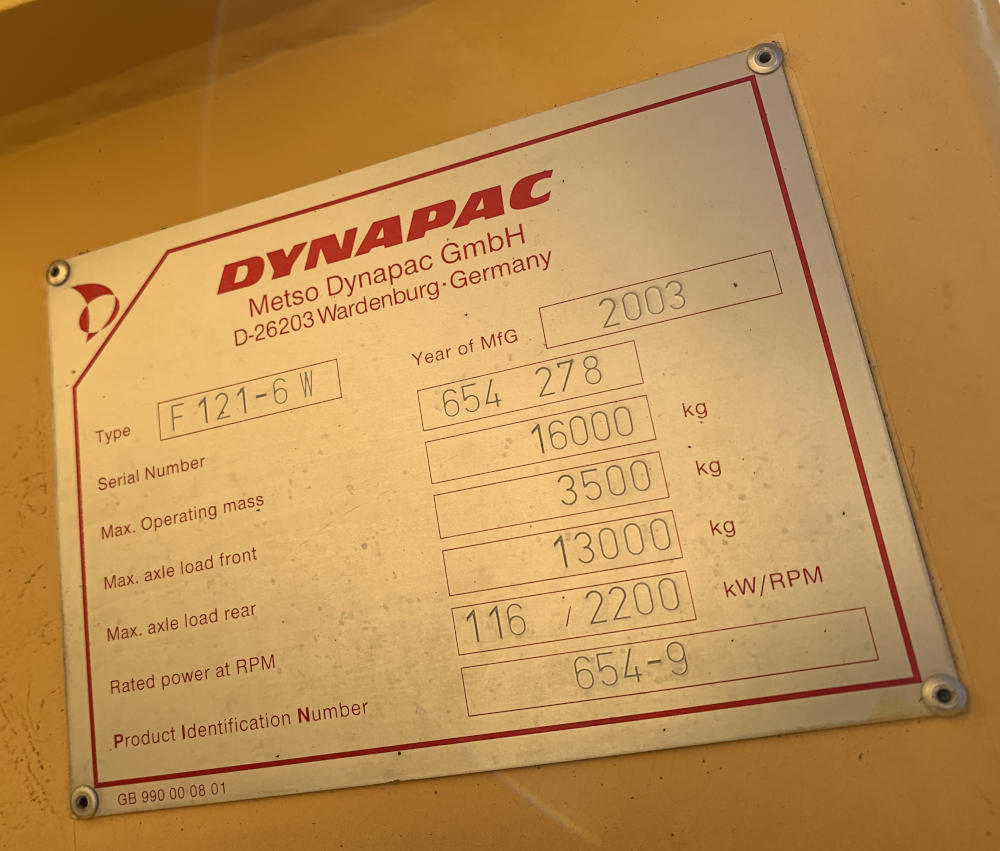 DYNAPAC
Metso Dynapac GmbH
D-26203 Wardenburg·Germany
Type F 121-6 W Year of MfG 2003
Serial Number 654 278
Max. Operating mass 16000 kg
Max. axle load front 3500 kg
Max. axle load rear 13000 kg
Rated power at RPM 116 / 2200 kW/RPM
Product Identification Number 654-9
GB 990 00 08 01